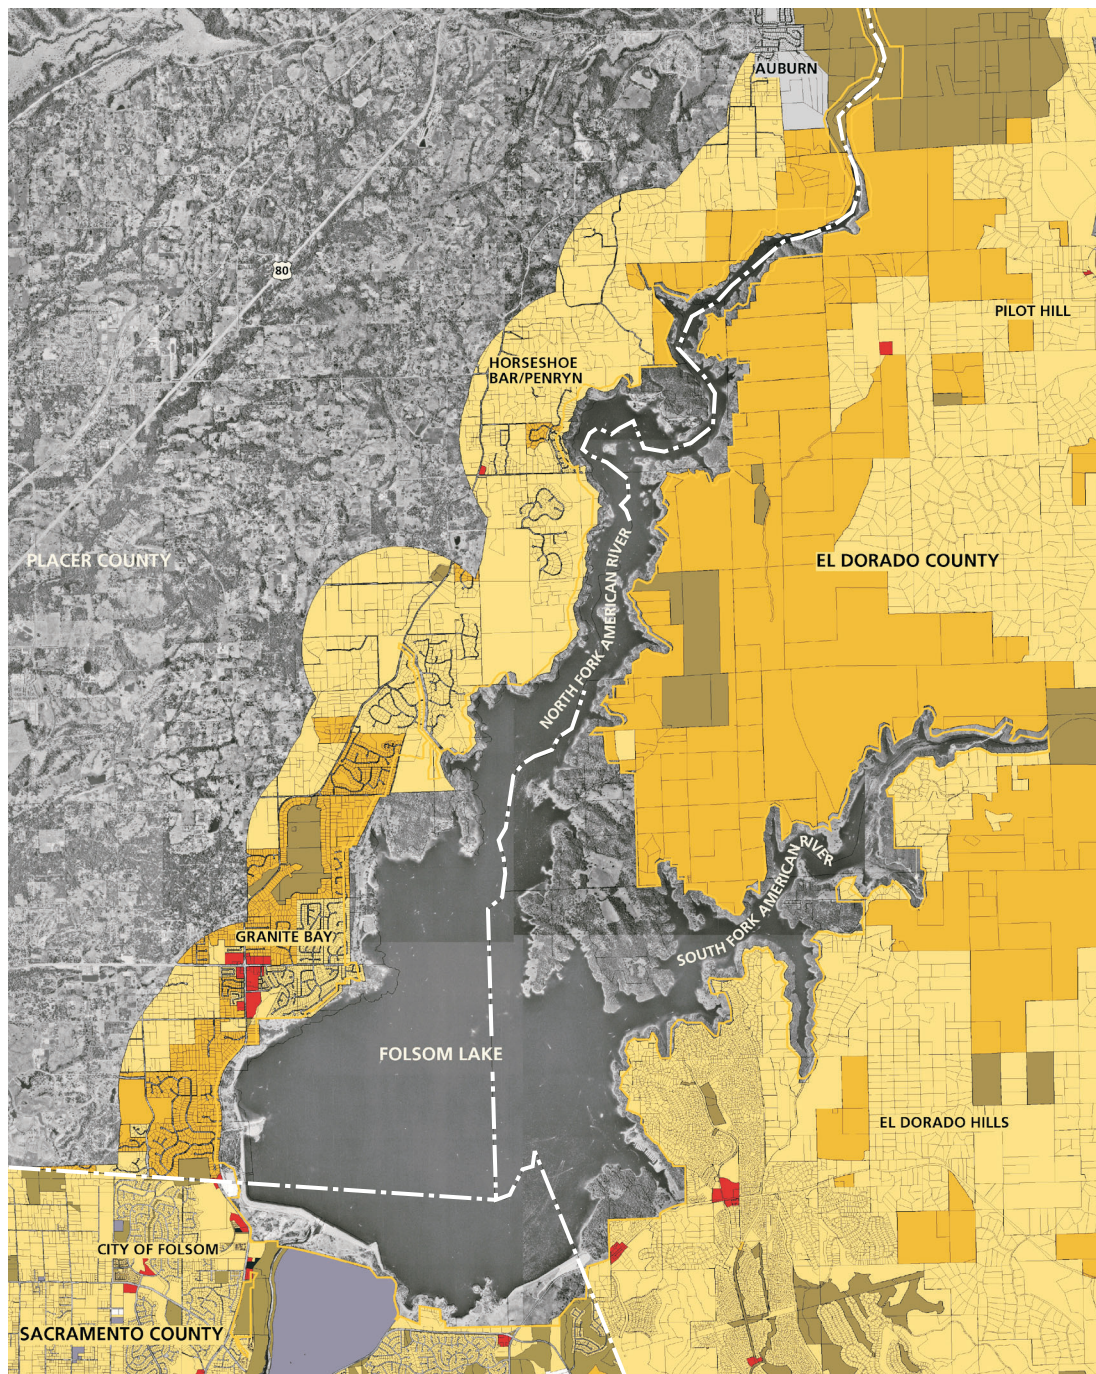 AUBURN
80
PILOT HILL
HORSESHOE
BAR/PENRYN
PLACER COUNTY
EL DORADO COUNTY
NORTH FORK AMERICAN RIVER
SOUTH FORK AMERICAN RIVER
GRANITE BAY
FOLSOM LAKE
EL DORADO HILLS
CITY OF FOLSOM
SACRAMENTO COUNTY